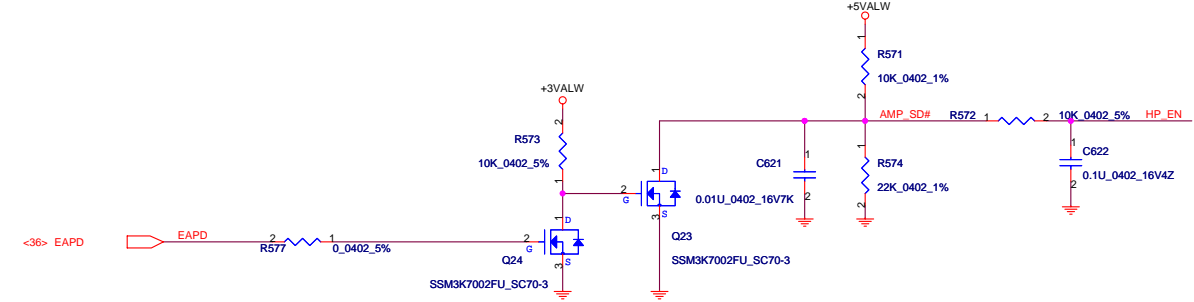 +5VALW
1
R571
10K_0402_1%
2
+3VALW
2
R573
10K_0402_5%
1
AMP_SD#
R572 1 2 10K_0402_5% HP_EN
1
C621
0.01U_0402_16V7K
2
1
R574
22K_0402_1%
2
1
C622
0.1U_0402_16V4Z
2
1 D
2
G
3 S
Q23
SSM3K7002FU_SC70-3
<36> EAPD
EAPD
2 1
R577 0_0402_5%
1 D
2
G
3 S
Q24
SSM3K7002FU_SC70-3